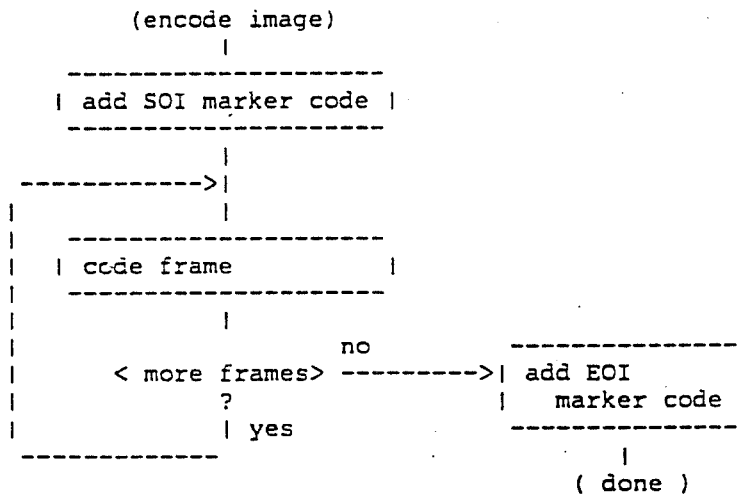 (encode image)
add SOI marker code
code frame
no
< more frames>
add EOI
?
marker code
yes
( done )